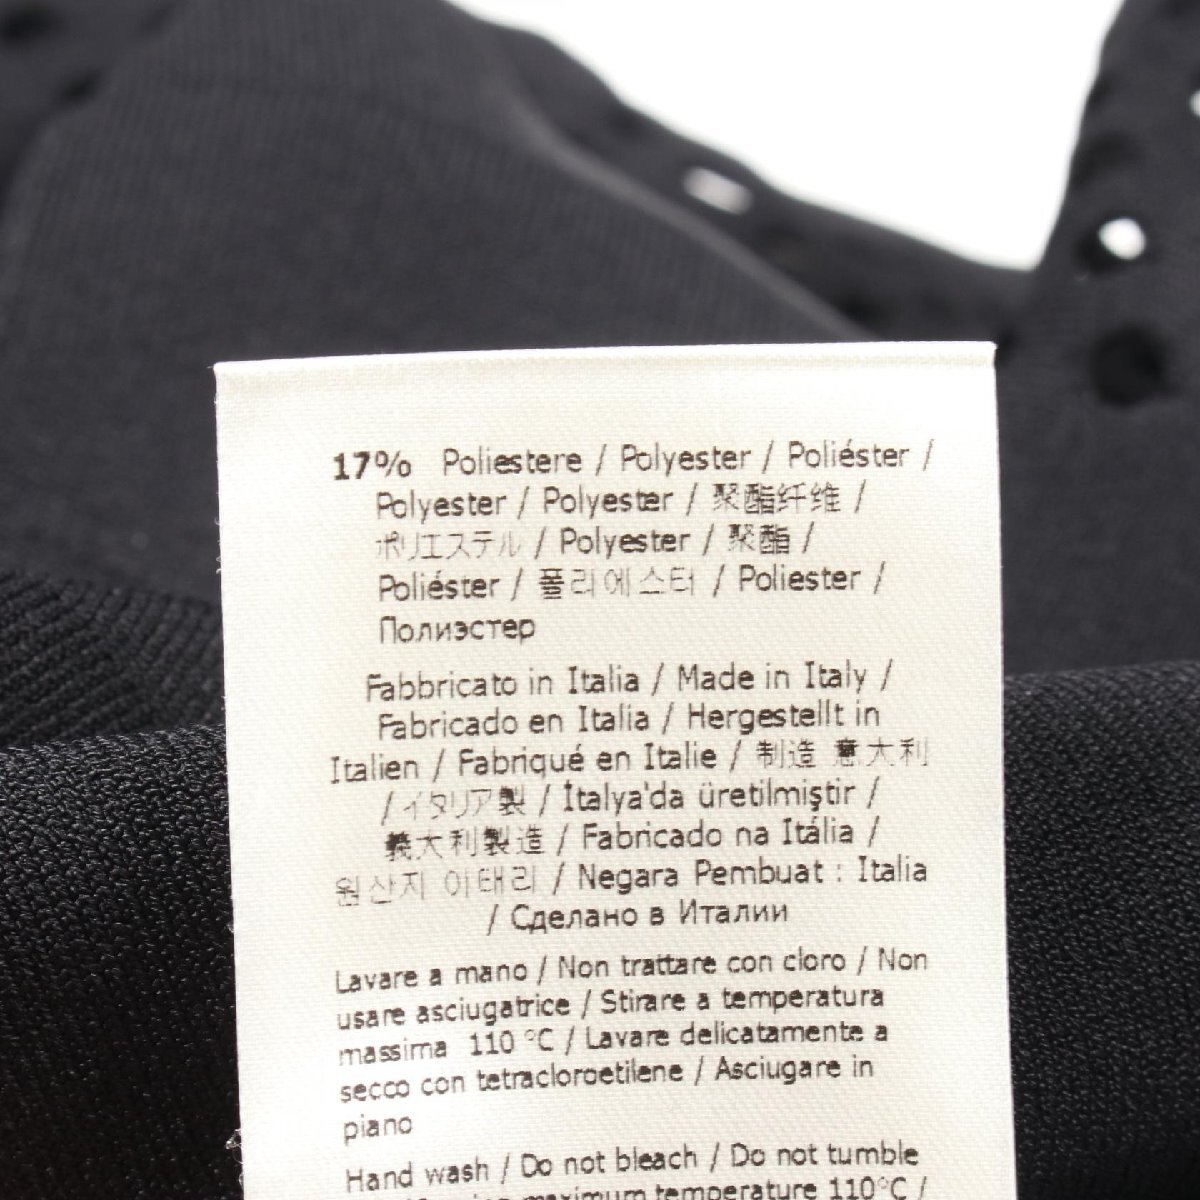 17% Poliestere / Polyester / Poliéster /
Polyester / Polyester / 聚酯纤维 /
ポリエステル / Polyester / 聚酯 /
Poliéster / 폴리에스터 / Poliester /
Полиэстер
Fabbricato in Italia / Made in Italy /
Fabricado en Italia / Hergestellt in
Italien / Fabriqué en Italie / 制造 意大利
/ イタリア製 / İtalya'da üretilmiştir /
義大利製造 / Fabricado na Itália /
원산지 이태리 / Negara Pembuat : Italia
/ Сделано в Италии
Lavare a mano / Non trattare con cloro / Non
usare asciugatrice / Stirare a temperatura
massima 110 °C / Lavare delicatamente a
secco con tetracloroetilene / Asciugare in
piano
Hand wash / Do not bleach / Do not tumble
maximum temperature 110°C /